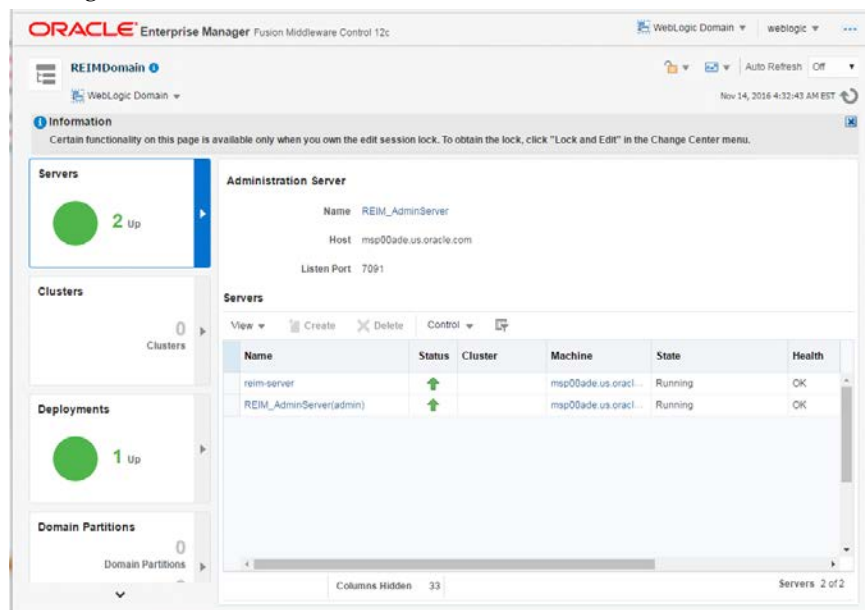 ORACLE Enterprise Manager Fusion Middleware Control 12c
WebLogic Domain weblogic
REIMDomain
Auto Refresh Off
WebLogic Domain
Nov 14, 2016 4:32:43 AM EST
Information
Certain functionality on this page is available only when you own the edit session lock. To obtain the lock, click "Lock and Edit" in the Change Center menu.
Servers
2 Up
Clusters
0
Clusters
Deployments
1 Up
Domain Partitions
0
Domain Partitions
Administration Server
Name REIM_AdminServer
Host msp00ade.us.oracle.com
Listen Port 7091
Servers
View Create Delete Control
Name Status Cluster Machine State Health
reim-server msp00ade.us.oracl... Running OK
REIM_AdminServer(admin) msp00ade.us.oracl... Running OK
Columns Hidden 33
Servers 2 of 2